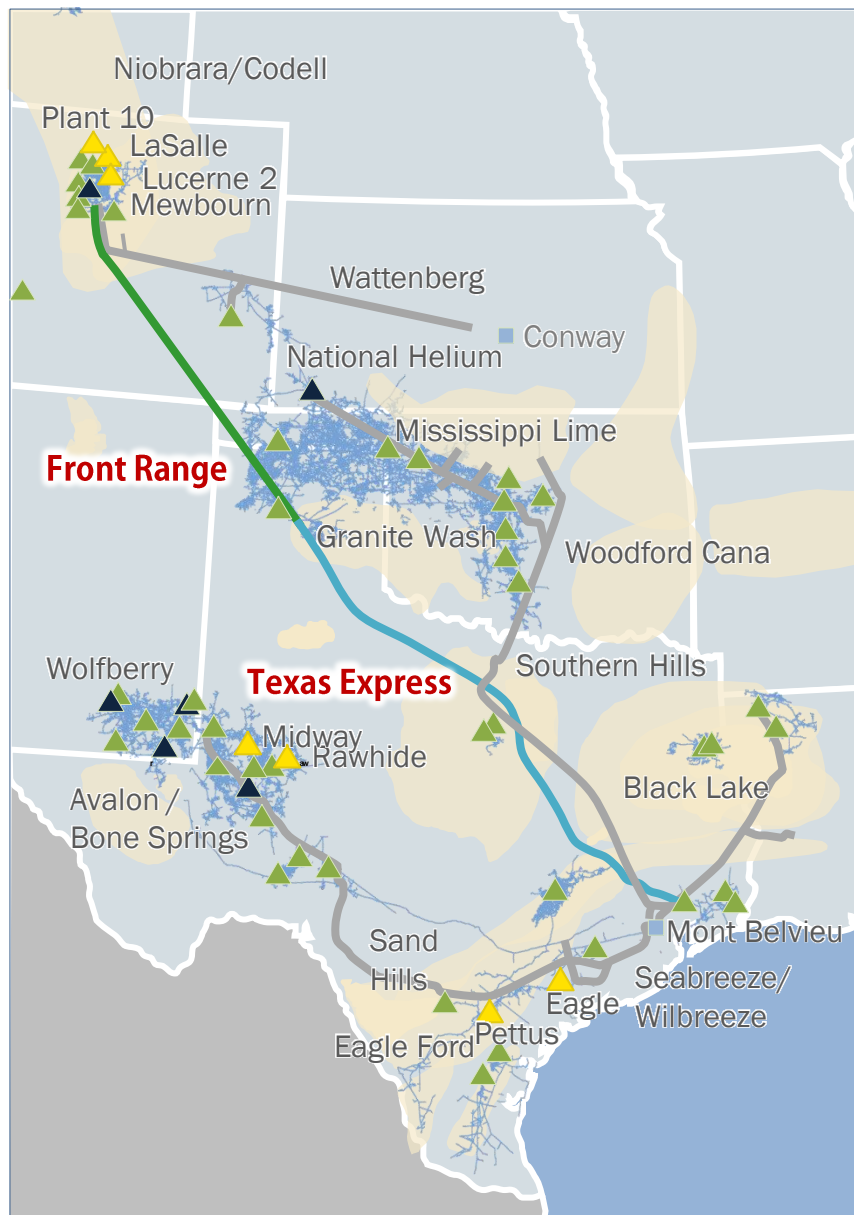 Niobrara/Codell
Plant 10
LaSalle
Lucerne 2
Mewbourn
Wattenberg
Conway
National Helium
Mississippi Lime
Front Range
Granite Wash
Woodford Cana
Wolfberry
Southern Hills
Texas Express
Midway
Rawhide
Black Lake
Avalon /
Bone Springs
Mont Belvieu
Sand
Hills
Seabreeze/
Wilbreeze
Eagle
Pettus
Eagle Ford